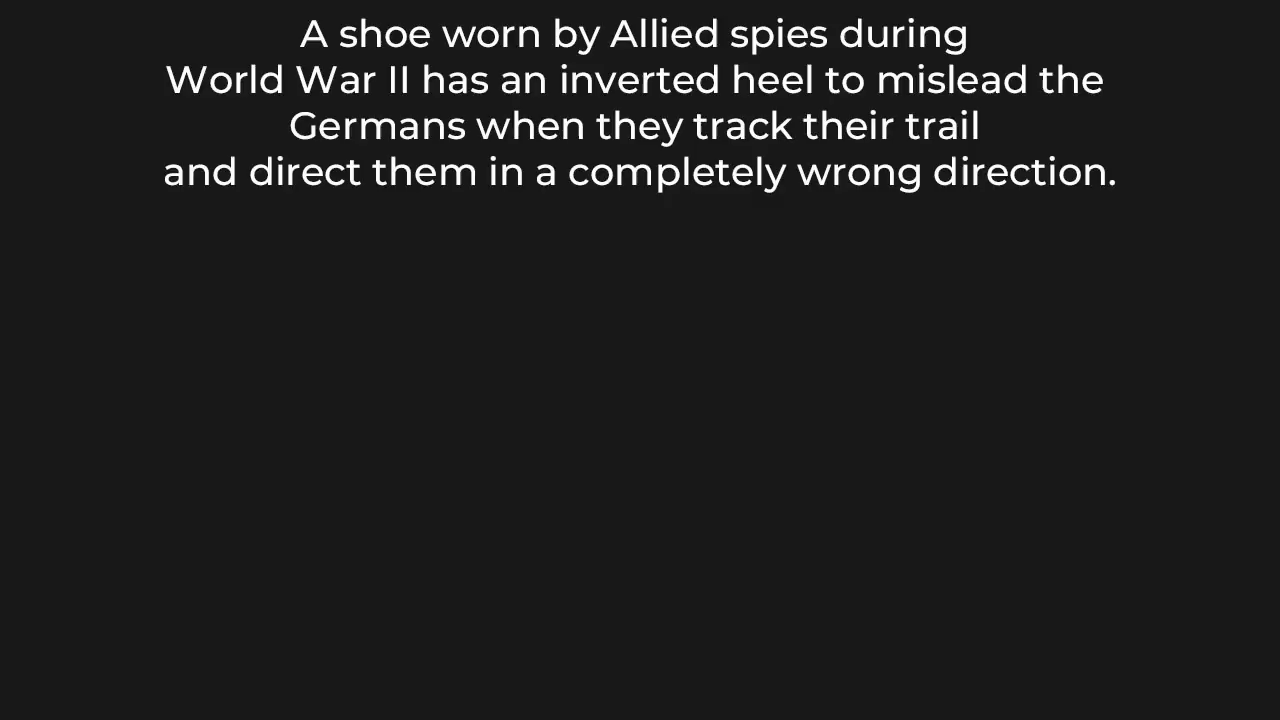 A shoe worn by Allied spies during
World War II has an inverted heel to mislead the
Germans when they track their trail
and direct them in a completely wrong direction.